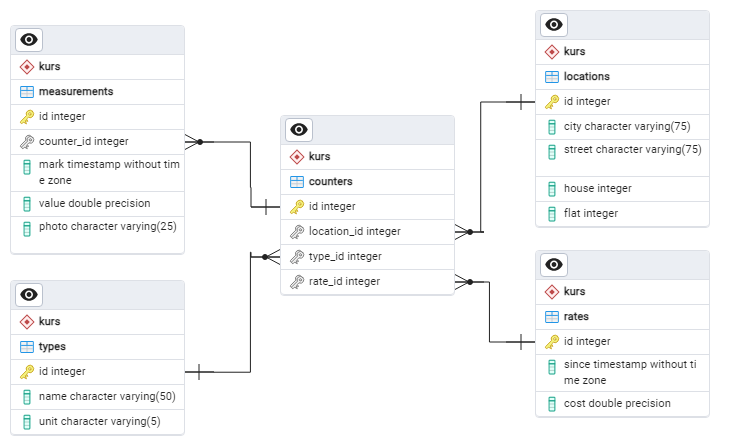 kurs
measurements
id integer
counter_id integer
mark timestamp without tim
e zone
value double precision
photo character varying(25)
kurs
types
id integer
name character varying(50)
unit character varying(5)
kurs
counters
id integer
location_id integer
type_id integer
rate_id integer
kurs
locations
id integer
city character varying(75)
street character varying(75)
house integer
flat integer
kurs
rates
id integer
since timestamp without ti
me zone
cost double precision